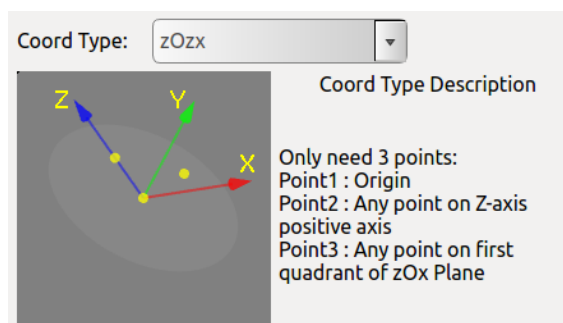 Coord Type:
zOzx
Coord Type Description
Z
Y
X
Only need 3 points:
Point1 : Origin
Point2 : Any point on Z-axis
positive axis
Point3 : Any point on first
quadrant of zOx Plane